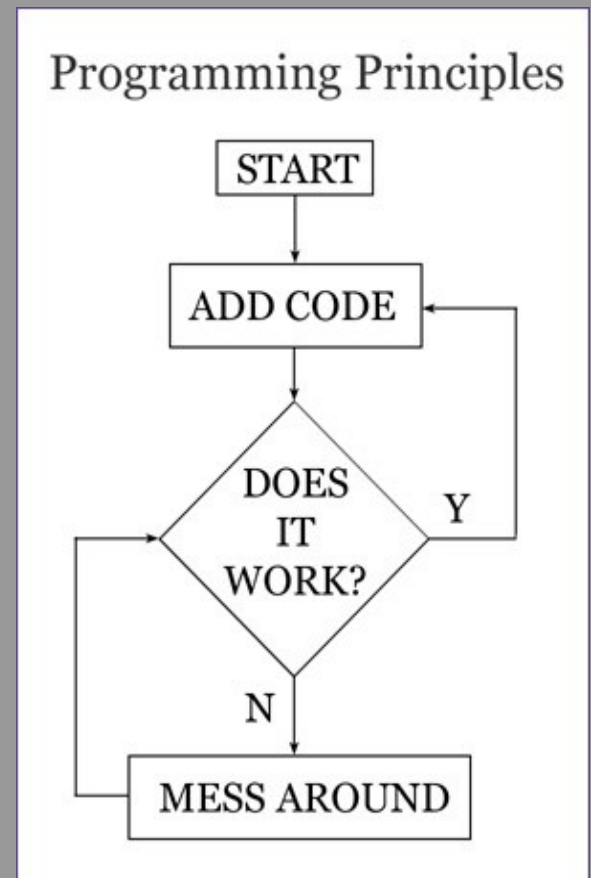 Programming Principles
START
ADD CODE
DOES
IT
WORK?
Y
N
MESS AROUND